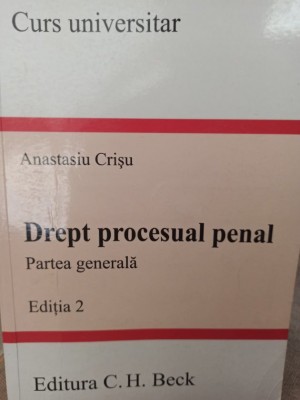 Curs universitar
Anastasiu Crişu
Drept procesual penal
Partea generală
Ediţia 2
Editura C. H. Beck